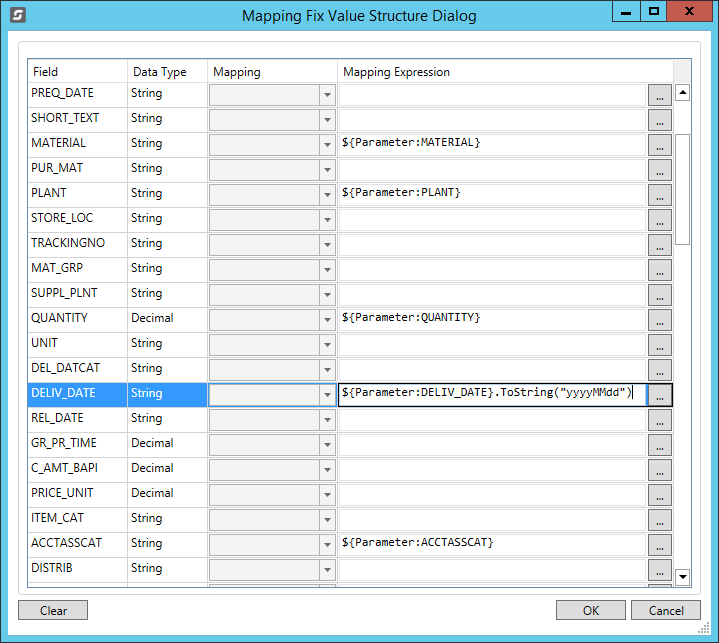 Mapping Fix Value Structure Dialog
Field Data Type Mapping Mapping Expression
PREQ_DATE String ...
SHORT_TEXT String ...
MATERIAL String ${Parameter:MATERIAL} ...
PUR_MAT String ...
PLANT String ${Parameter:PLANT} ...
STORE_LOC String ...
TRACKINGNO String ...
MAT_GRP String ...
SUPPL_PLNT String ...
QUANTITY Decimal ${Parameter:QUANTITY} ...
UNIT String ...
DEL_DATCAT String ...
DELIV_DATE String ${Parameter:DELIV_DATE}.ToString("yyyyMMdd") ...
REL_DATE String ...
GR_PR_TIME Decimal ...
C_AMT_BAPI Decimal ...
PRICE_UNIT Decimal ...
ITEM_CAT String ...
ACCTASSCAT String ${Parameter:ACCTASSCAT} ...
DISTRIB String ...
Clear OK Cancel